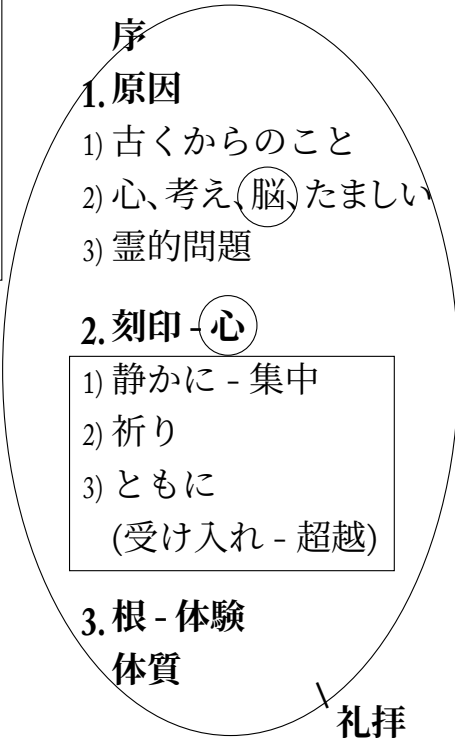 序
1. 原因
1) 古くからのこと
2) 心、考え、脳、たましい
3) 霊的問題
2. 刻印 - 心
1) 静かに - 集中
2) 祈り
3) ともに
(受け入れ - 超越)
3. 根 - 体験
体質
礼拝